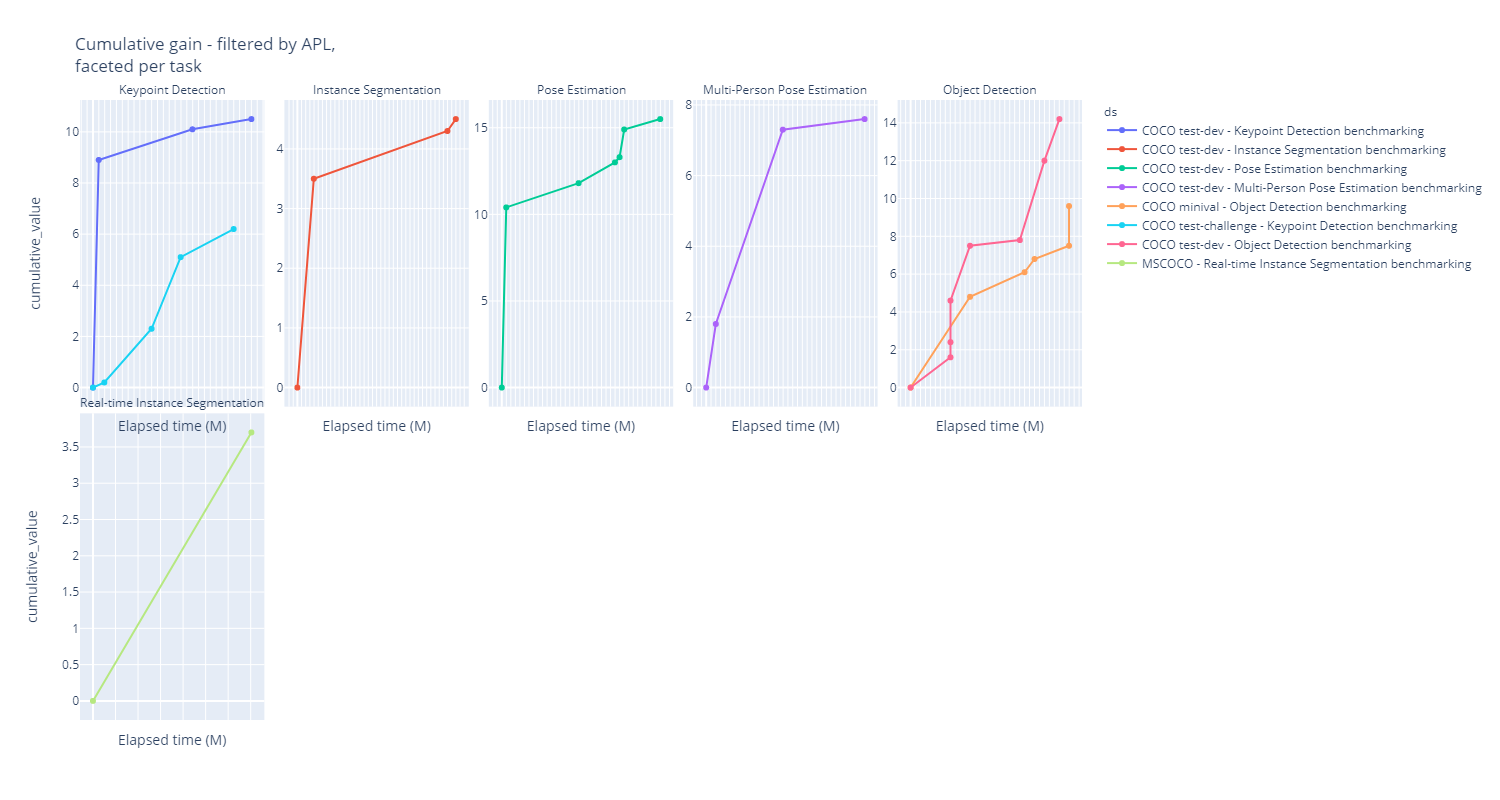 Cumulative gain - filtered by APL,
faceted per task
Keypoint Detection
Instance Segmentation
Pose Estimation
Multi-Person Pose Estimation
Object Detection
cumulative_value
10
8
6
4
2
0
4
3
2
1
0
15
10
5
0
8
6
4
2
0
14
12
10
8
6
4
2
0
ds
COCO test-dev - Keypoint Detection benchmarking
COCO test-dev - Instance Segmentation benchmarking
COCO test-dev - Pose Estimation benchmarking
COCO test-dev - Multi-Person Pose Estimation benchmarking
COCO minival - Object Detection benchmarking
COCO test-challenge - Keypoint Detection benchmarking
COCO test-dev - Object Detection benchmarking
MSCOCO - Real-time Instance Segmentation benchmarking
Real-time Instance Segmentation
Elapsed time (M)
Elapsed time (M)
Elapsed time (M)
Elapsed time (M)
Elapsed time (M)
cumulative_value
3.5
3
2.5
2
1.5
1
0.5
0
Elapsed time (M)